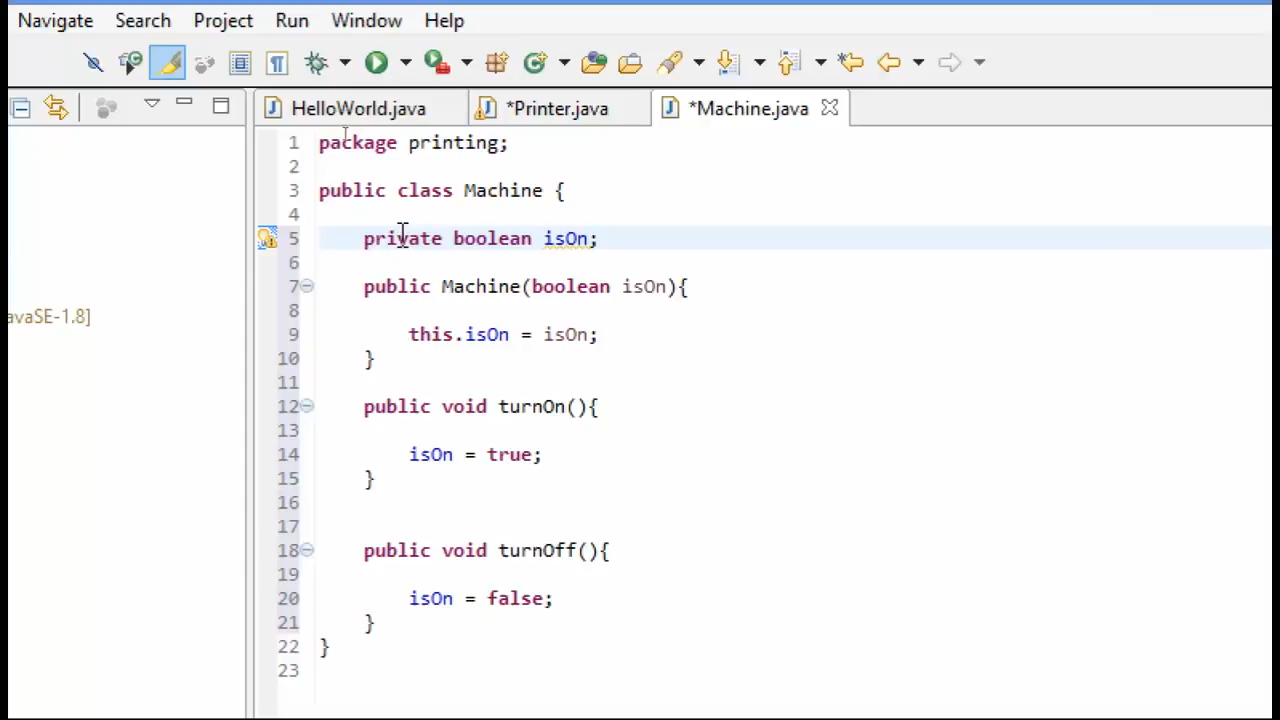 Navigate Search Project Run Window Help
HelloWorld.java *Printer.java *Machine.java
1 package printing;
2
3 public class Machine {
4
5 private boolean isOn;
6
7 public Machine(boolean isOn){
8
9 this.isOn = isOn;
10 }
11
12 public void turnOn(){
13
14 isOn = true;
15 }
16
17
18 public void turnOff(){
19
20 isOn = false;
21 }
22 }
23
avaSE-1.8]